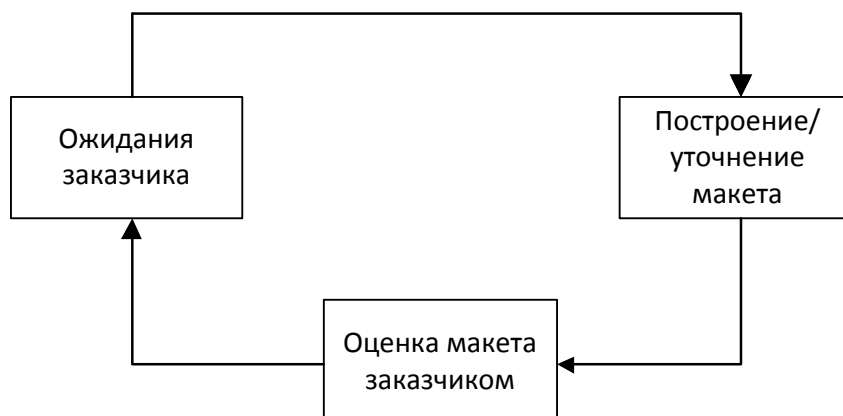 Ожидания
заказчика
Построение/
уточнение
макета
Оценка макета
заказчиком